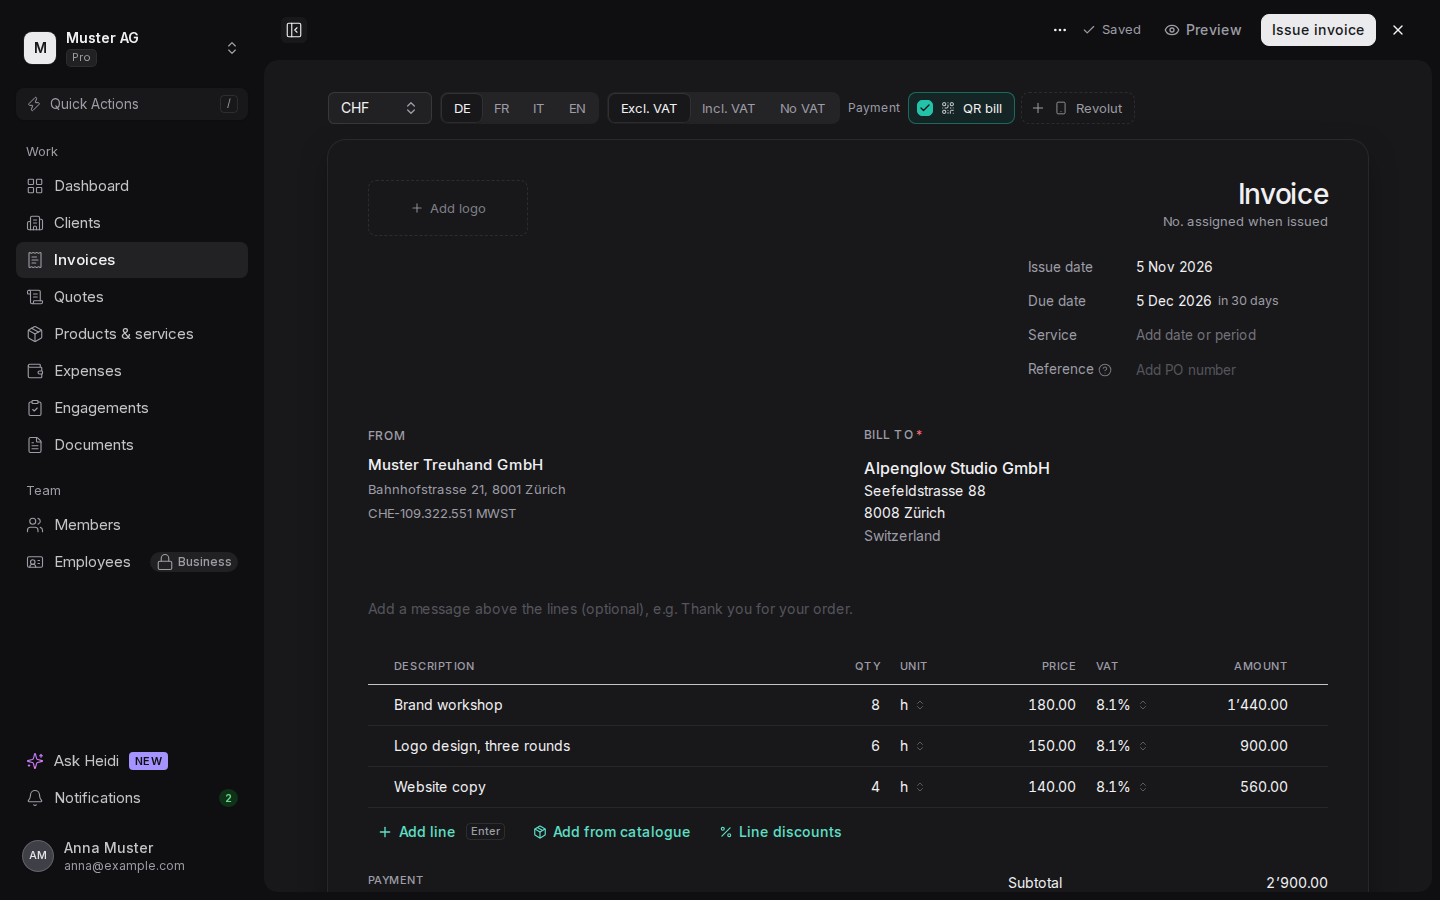 M
Muster AG
Pro
Quick Actions /
Work
Dashboard
Clients
Invoices
Quotes
Products & services
Expenses
Engagements
Documents
Team
Members
Employees Business
Ask Heidi NEW
Notifications 2
AM
Anna Muster
anna@example.com
Saved Preview Issue invoice
CHF DE FR IT EN Excl. VAT Incl. VAT No VAT Payment QR bill Revolut
Add logo
Invoice
No. assigned when issued
Issue date 5 Nov 2026
Due date 5 Dec 2026 in 30 days
Service Add date or period
Reference Add PO number
FROM
Muster Treuhand GmbH
Bahnhofstrasse 21, 8001 Zürich
CHE-109.322.551 MWST
BILL TO *
Alpenglow Studio GmbH
Seefeldstrasse 88
8008 Zürich
Switzerland
Add a message above the lines (optional), e.g. Thank you for your order.
DESCRIPTION QTY UNIT PRICE VAT AMOUNT
Brand workshop 8 h 180.00 8.1% 1’440.00
Logo design, three rounds 6 h 150.00 8.1% 900.00
Website copy 4 h 140.00 8.1% 560.00
Add line Enter Add from catalogue Line discounts
PAYMENT
Subtotal 2’900.00